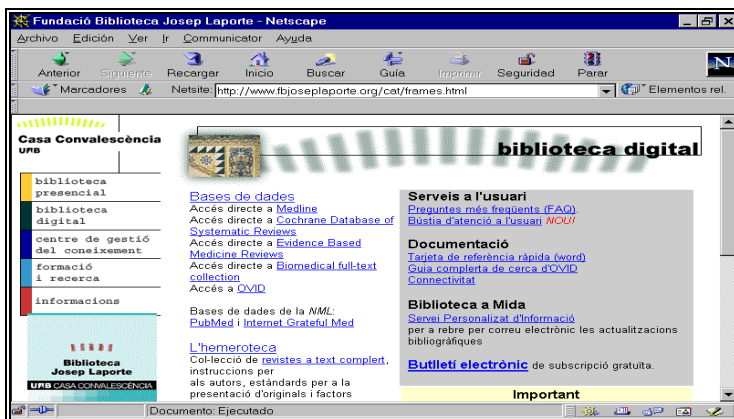 Fundació Biblioteca Josep Laporte - Netscape
Archivo Edición Ver Ir Communicator Ayuda
Anterior Siguiente Recargar Inicio Buscar Guía Imprimir Seguridad Parar
N
Marcadores Netsite: http://www.fbjoseplaporte.org/cat/frames.html Elementos rel.
Casa Convalescència
UAB
biblioteca
presencial
biblioteca
digital
centre de gestió
del coneixement
formació
i recerca
informacions
Biblioteca
Josep Laporte
UAB CASA CONVALESCÈNCIA
biblioteca digital
Bases de dades
Accés directe a Medline
Accés directe a Cochrane Database of
Systematic Reviews
Accés directe a Evidence Based
Medicine Reviews
Accés directe a Biomedical full-text
collection
Accés a OVID
Bases de dades de la NML:
PubMed i Internet Grateful Med
L'hemeroteca
Col·lecció de revistes a text complert,
instruccions per
als autors, estàndards per a la
presentació d'originals i factors
Serveis a l'usuari
Preguntes més freqüents (FAQ).
Bústia d'atenció a l'usuari NOU!
Documentació
Tarjeta de referència ràpida (word)
Guia complerta de cerca d'OVID
Connectivitat
Biblioteca a Mida
Servei Personalizat d'Informació
per a rebre per correu electrònic les actualitzacions
bibliogràfiques
Butlletí electrònic de subscripció gratuïta.
Important
Documento: Ejecutado